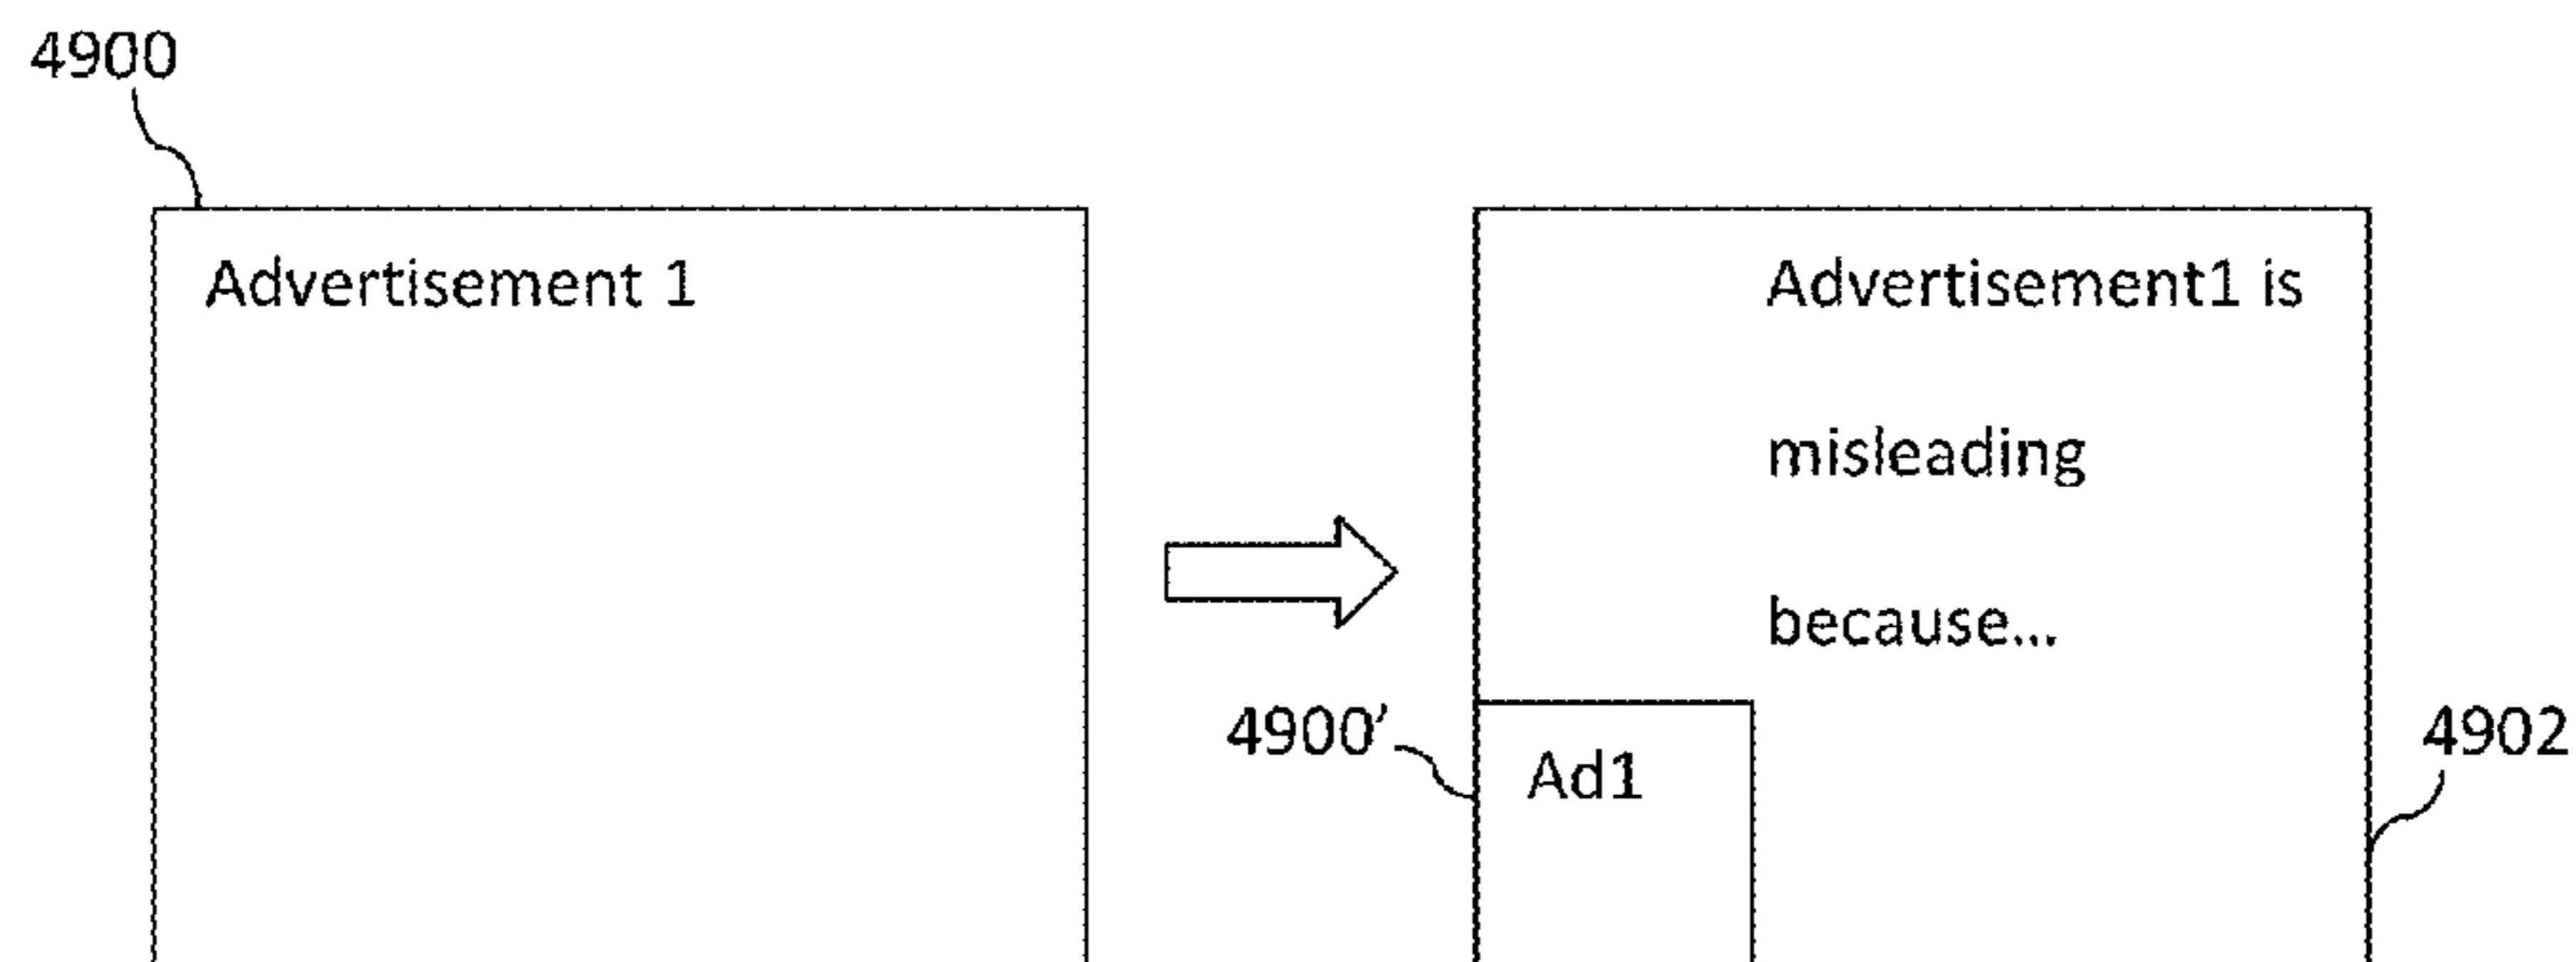 4900
Advertisement 1
Advertisement1 is
misleading
because...
4900’
Ad1
4902